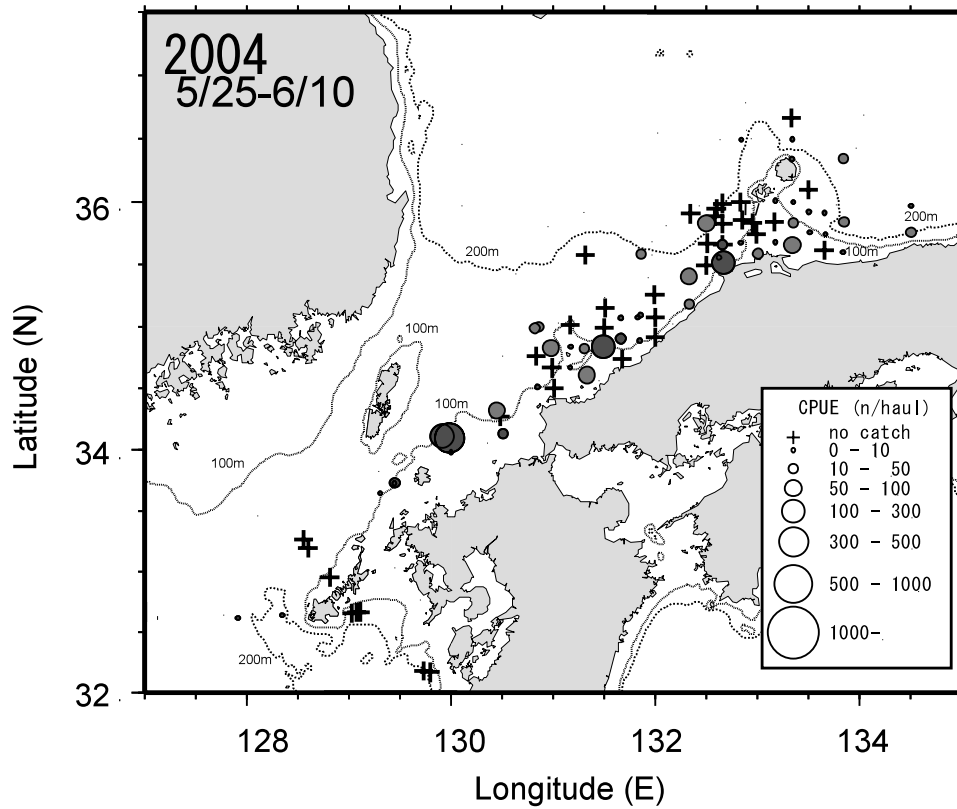 2004
5/25-6/10
200m
200m
100m
100m
100m
100m
200m
36
34
32
128
130
132
134
Latitude (N)
Longitude (E)
CPUE (n/haul)
no catch
0 - 10
10 - 50
50 - 100
100 - 300
300 - 500
500 - 1000
1000-